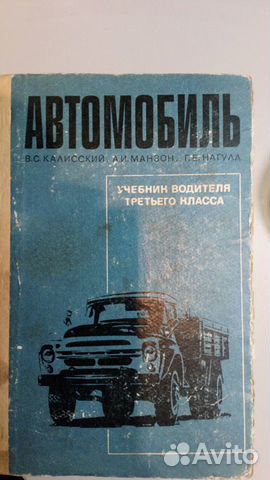 АВТОМОБИЛЬ
В.С. КАЛИССКИЙ, А.И. МАНЗОН, Г.Е. НАГУЛА
УЧЕБНИК ВОДИТЕЛЯ
ТРЕТЬЕГО КЛАССА
Avito